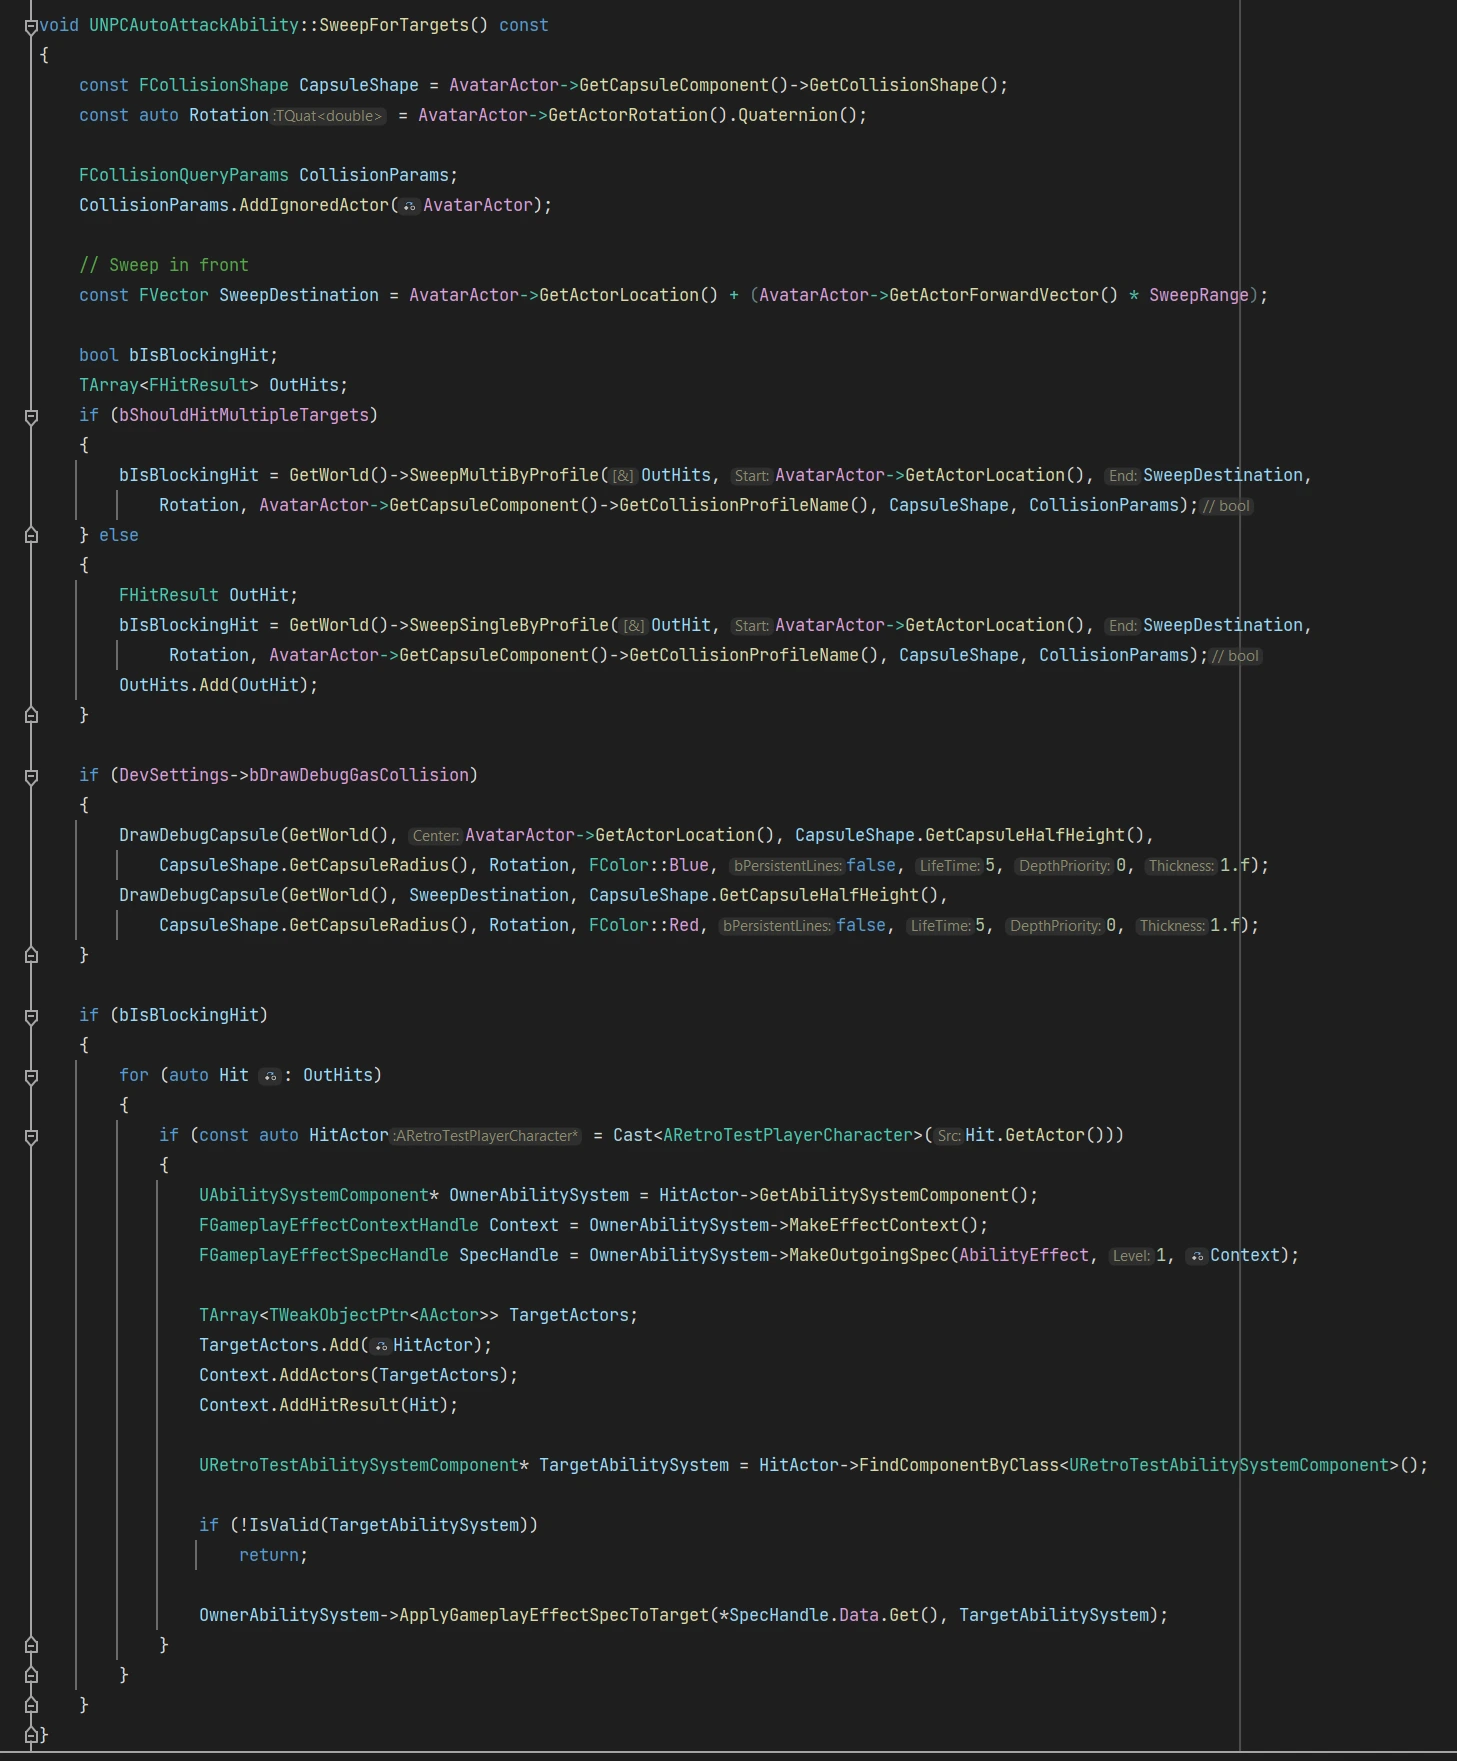 void UNPCAutoAttackAbility::SweepForTargets() const
{
    const FCollisionShape CapsuleShape = AvatarActor->GetCapsuleComponent()->GetCollisionShape();
    const auto Rotation :TQuat<double> = AvatarActor->GetActorRotation().Quaternion();

    FCollisionQueryParams CollisionParams;
    CollisionParams.AddIgnoredActor(AvatarActor);

    // Sweep in front
    const FVector SweepDestination = AvatarActor->GetActorLocation() + (AvatarActor->GetActorForwardVector() * SweepRange);

    bool bIsBlockingHit;
    TArray<FHitResult> OutHits;
    if (bShouldHitMultipleTargets)
    {
        bIsBlockingHit = GetWorld()->SweepMultiByProfile([&] OutHits, Start: AvatarActor->GetActorLocation(), End: SweepDestination,
            Rotation, AvatarActor->GetCapsuleComponent()->GetCollisionProfileName(), CapsuleShape, CollisionParams); // bool
    } else
    {
        FHitResult OutHit;
        bIsBlockingHit = GetWorld()->SweepSingleByProfile([&] OutHit, Start: AvatarActor->GetActorLocation(), End: SweepDestination,
             Rotation, AvatarActor->GetCapsuleComponent()->GetCollisionProfileName(), CapsuleShape, CollisionParams); // bool
        OutHits.Add(OutHit);
    }

    if (DevSettings->bDrawDebugGasCollision)
    {
        DrawDebugCapsule(GetWorld(), Center: AvatarActor->GetActorLocation(), CapsuleShape.GetCapsuleHalfHeight(),
            CapsuleShape.GetCapsuleRadius(), Rotation, FColor::Blue, bPersistentLines: false, LifeTime: 5, DepthPriority: 0, Thickness: 1.f);
        DrawDebugCapsule(GetWorld(), SweepDestination, CapsuleShape.GetCapsuleHalfHeight(),
            CapsuleShape.GetCapsuleRadius(), Rotation, FColor::Red, bPersistentLines: false, LifeTime: 5, DepthPriority: 0, Thickness: 1.f);
    }

    if (bIsBlockingHit)
    {
        for (auto Hit : OutHits)
        {
            if (const auto HitActor :ARetroTestPlayerCharacter* = Cast<ARetroTestPlayerCharacter>(Src: Hit.GetActor()))
            {
                UAbilitySystemComponent* OwnerAbilitySystem = HitActor->GetAbilitySystemComponent();
                FGameplayEffectContextHandle Context = OwnerAbilitySystem->MakeEffectContext();
                FGameplayEffectSpecHandle SpecHandle = OwnerAbilitySystem->MakeOutgoingSpec(AbilityEffect, Level: 1, Context);

                TArray<TWeakObjectPtr<AActor>> TargetActors;
                TargetActors.Add(HitActor);
                Context.AddActors(TargetActors);
                Context.AddHitResult(Hit);

                URetroTestAbilitySystemComponent* TargetAbilitySystem = HitActor->FindComponentByClass<URetroTestAbilitySystemComponent>();

                if (!IsValid(TargetAbilitySystem))
                    return;

                OwnerAbilitySystem->ApplyGameplayEffectSpecToTarget(*SpecHandle.Data.Get(), TargetAbilitySystem);
            }
        }
    }
}